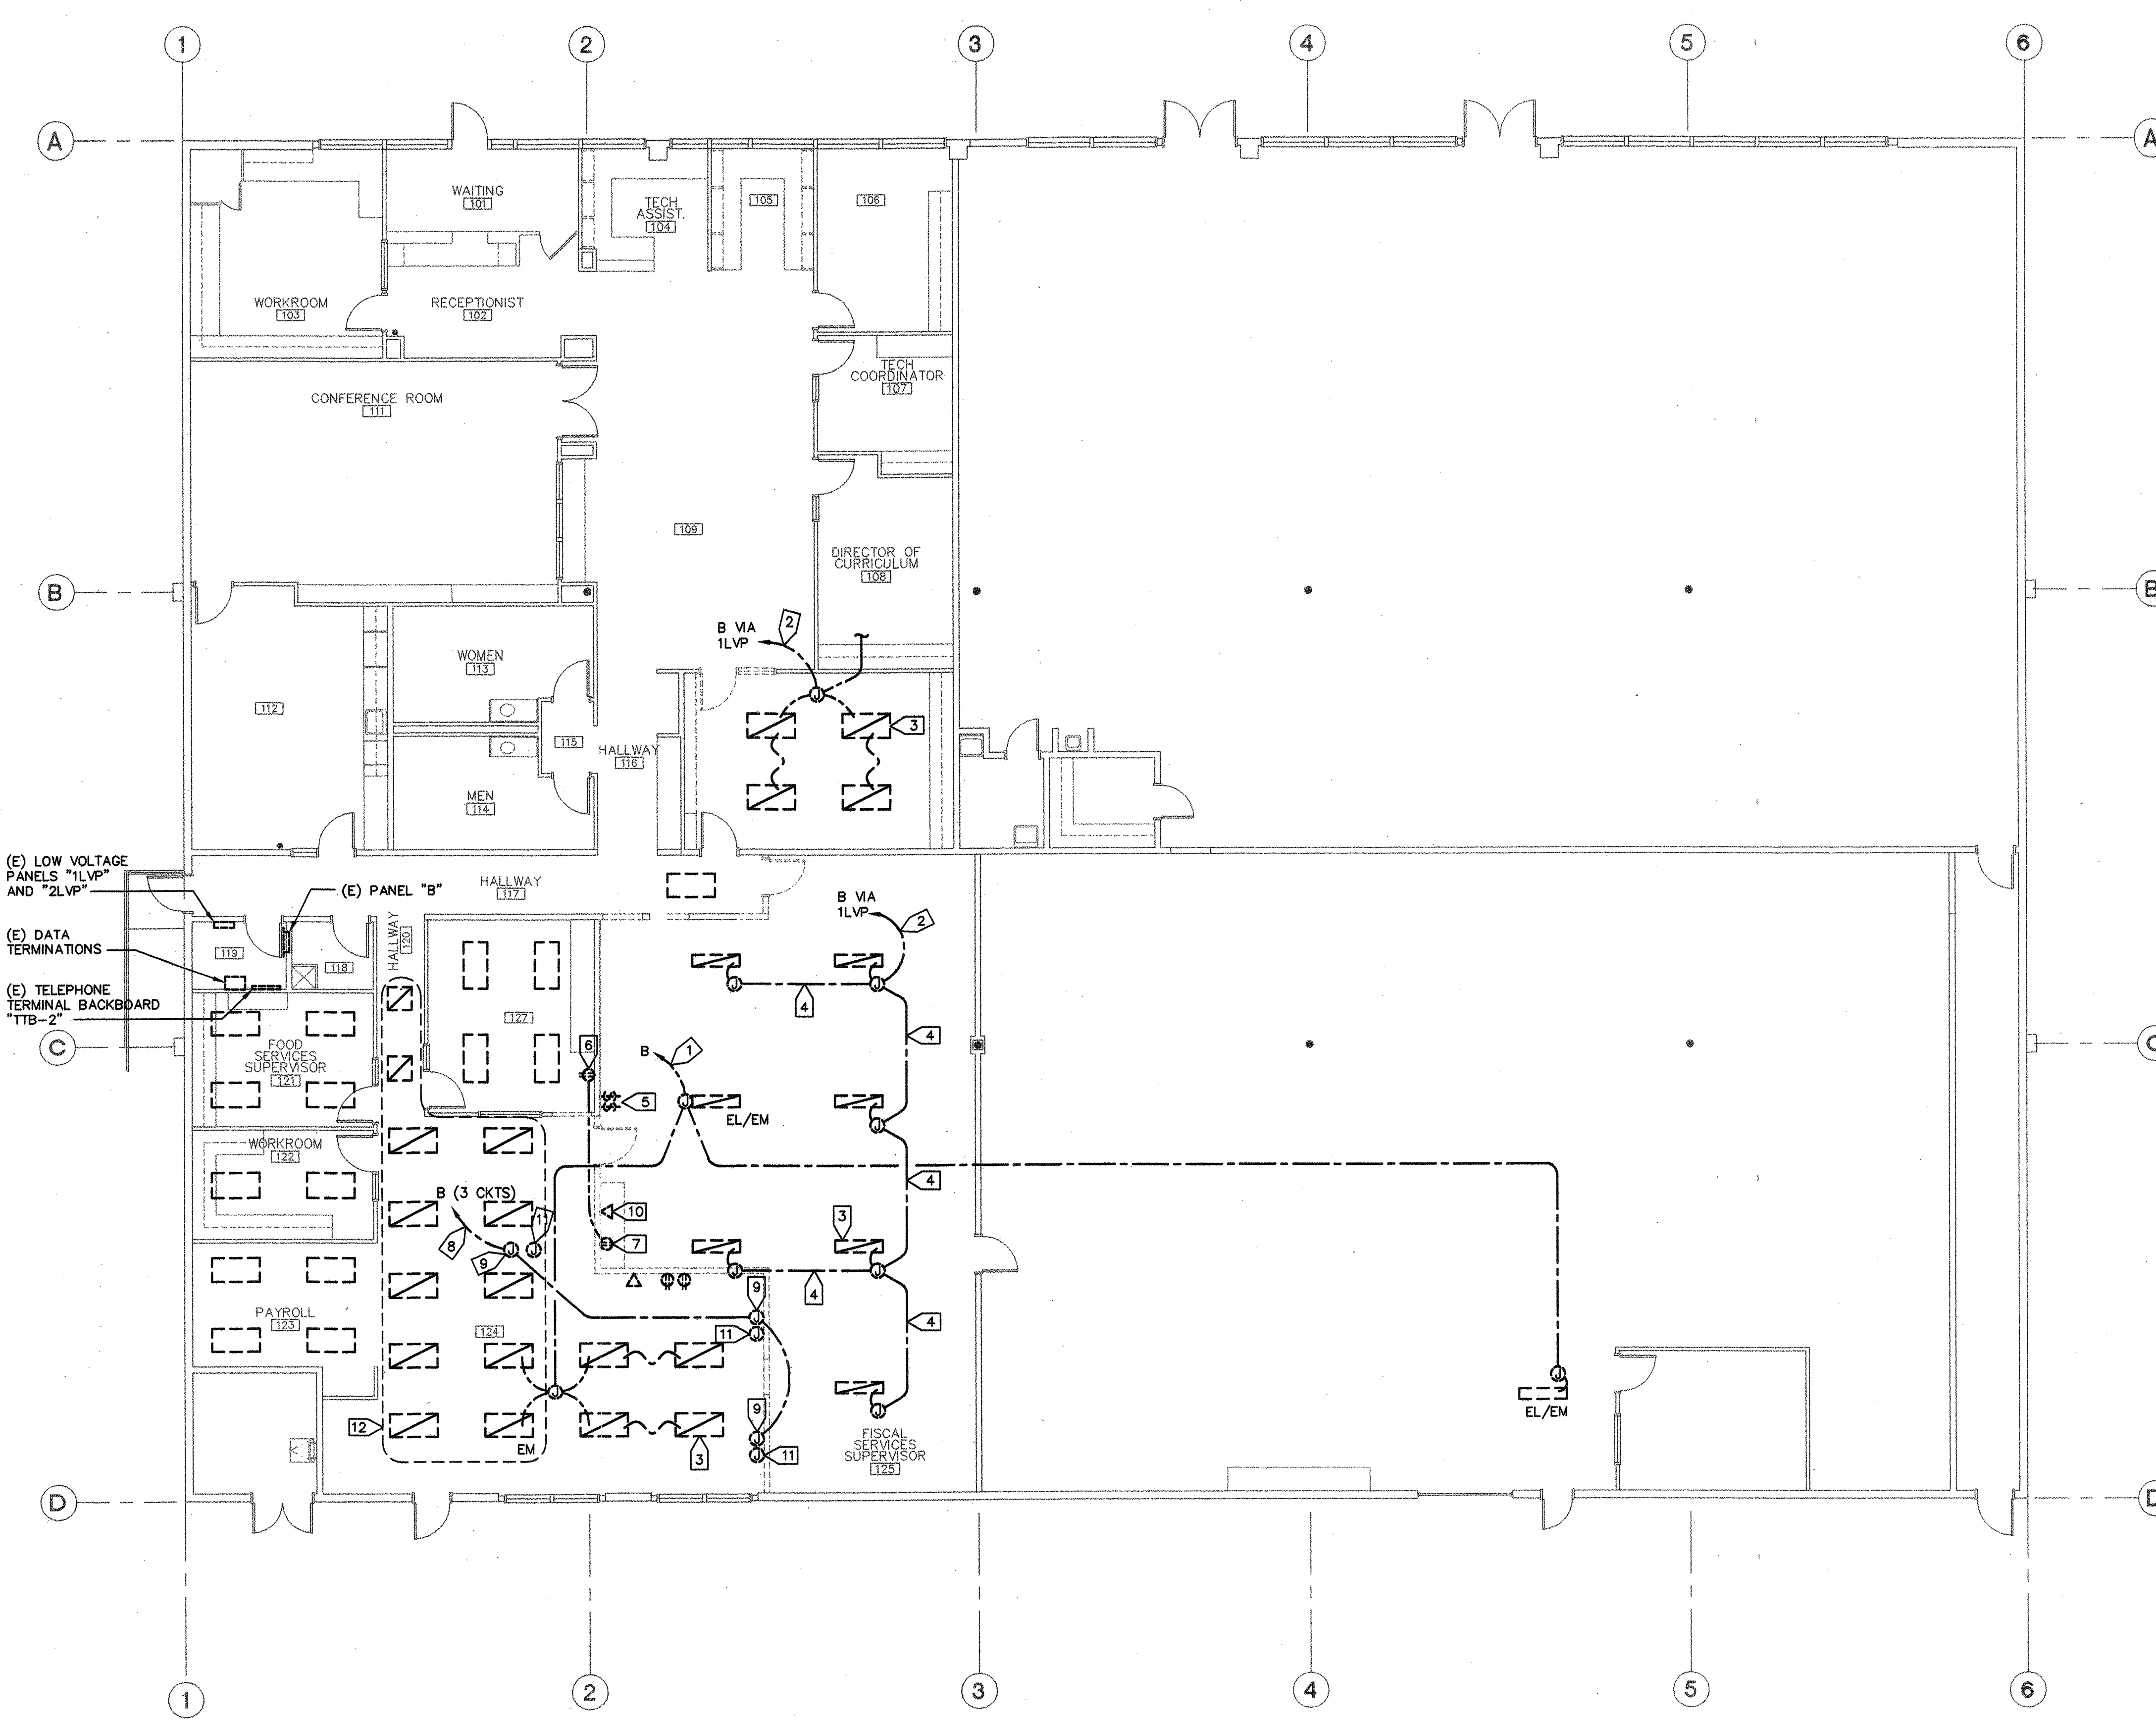 1 2 3 4 5 6
A A
WAITING
101
TECH
ASSIST.
104
105
106
WORKROOM
103
RECEPTIONIST
102
TECH
COORDINATOR
107
CONFERENCE ROOM
111
109
DIRECTOR OF
CURRICULUM
108
B B
B VIA
1LVP
2
WOMEN
113
112
3
115
HALLWAY
116
MEN
114
(E) LOW VOLTAGE
PANELS "1LVP"
AND "2LVP"
(E) PANEL "B"
HALLWAY
117
B VIA
1LVP
2
HALLWAY
120
(E) DATA
TERMINATIONS
119
118
(E) TELEPHONE
TERMINAL BACKBOARD
"TTB-2"
J
J
4
127
4
C C
FOOD
SERVICES
SUPERVISOR
121
6
B
1
5
J
EL/EM
J
WORKROOM
122
4
B (3 CKTS)
10
11
3
8
9
J
J
7
J
J
4
9
PAYROLL
123
124
J
11
J
4
J
J
EL/EM
12
EM
3
9
J
J
11
J
FISCAL
SERVICES
SUPERVISOR
125
D D
1 2 3 4 5 6